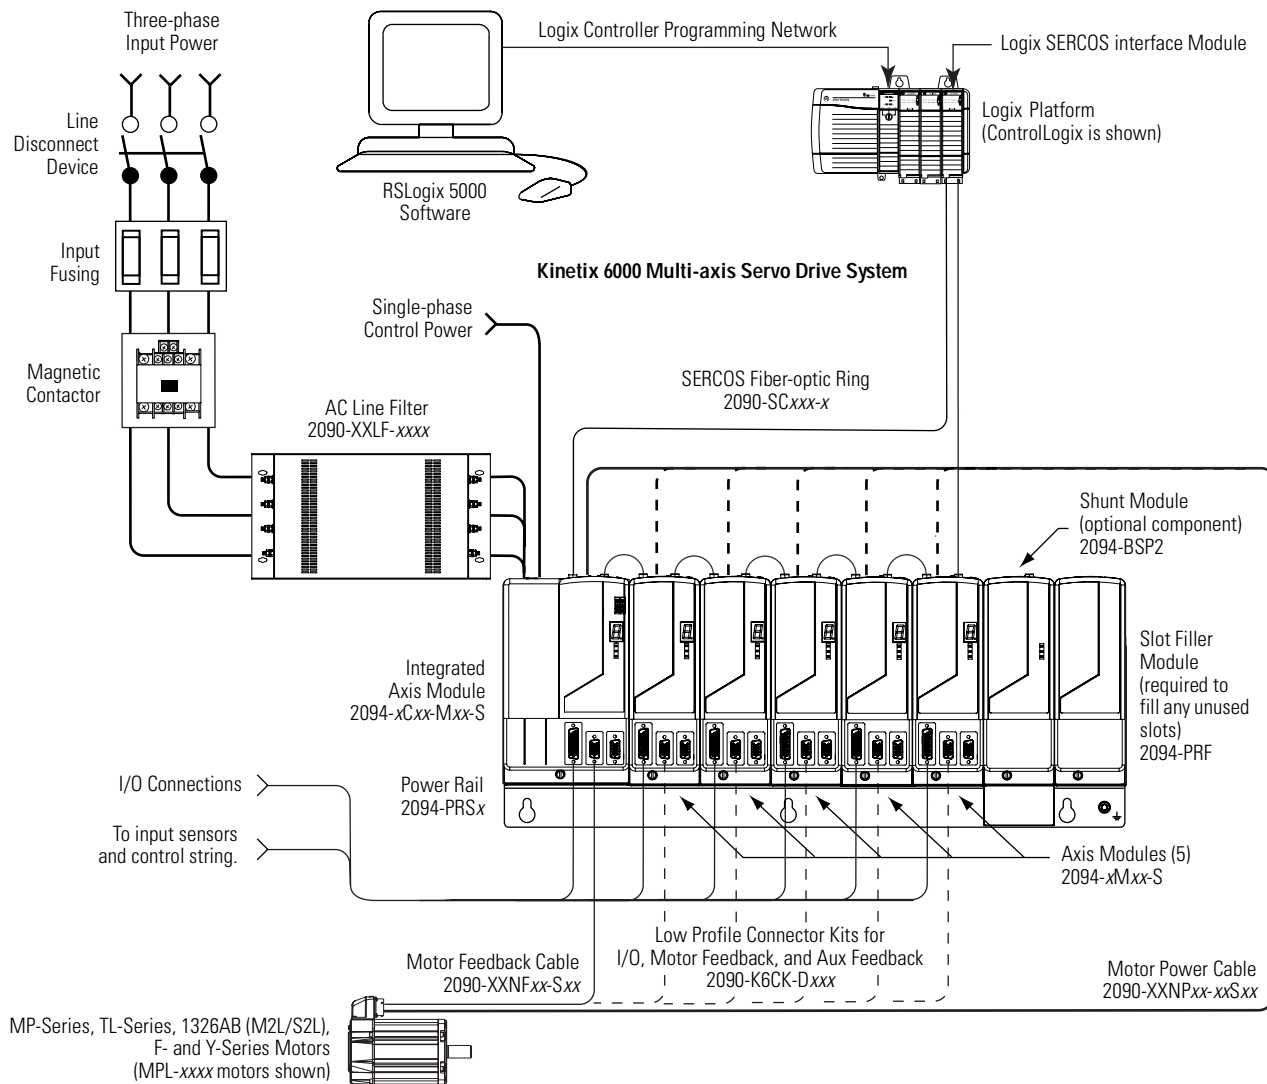 Three-phase
Input Power
Logix Controller Programming Network
Logix SERCOS interface Module
Line
Disconnect
Device
Logix Platform
(ControlLogix is shown)
RSLogix 5000
Software
Input
Fusing
Kinetix 6000 Multi-axis Servo Drive System
Single-phase
Control Power
Magnetic
Contactor
SERCOS Fiber-optic Ring
2090-SCxxx-x
AC Line Filter
2090-XXLF-xxxx
Shunt Module
(optional component)
2094-BSP2
Integrated
Axis Module
2094-xCxx-Mxx-S
Slot Filler
Module
(required to
fill any unused
slots)
2094-PRF
I/O Connections
Power Rail
2094-PRSx
To input sensors
and control string.
Axis Modules (5)
2094-xMxx-S
Low Profile Connector Kits for
I/O, Motor Feedback, and Aux Feedback
2090-K6CK-Dxxx
Motor Feedback Cable
2090-XXNFxx-Sxx
Motor Power Cable
2090-XXNPxx-xxSxx
MP-Series, TL-Series, 1326AB (M2L/S2L),
F- and Y-Series Motors
(MPL-xxxx motors shown)